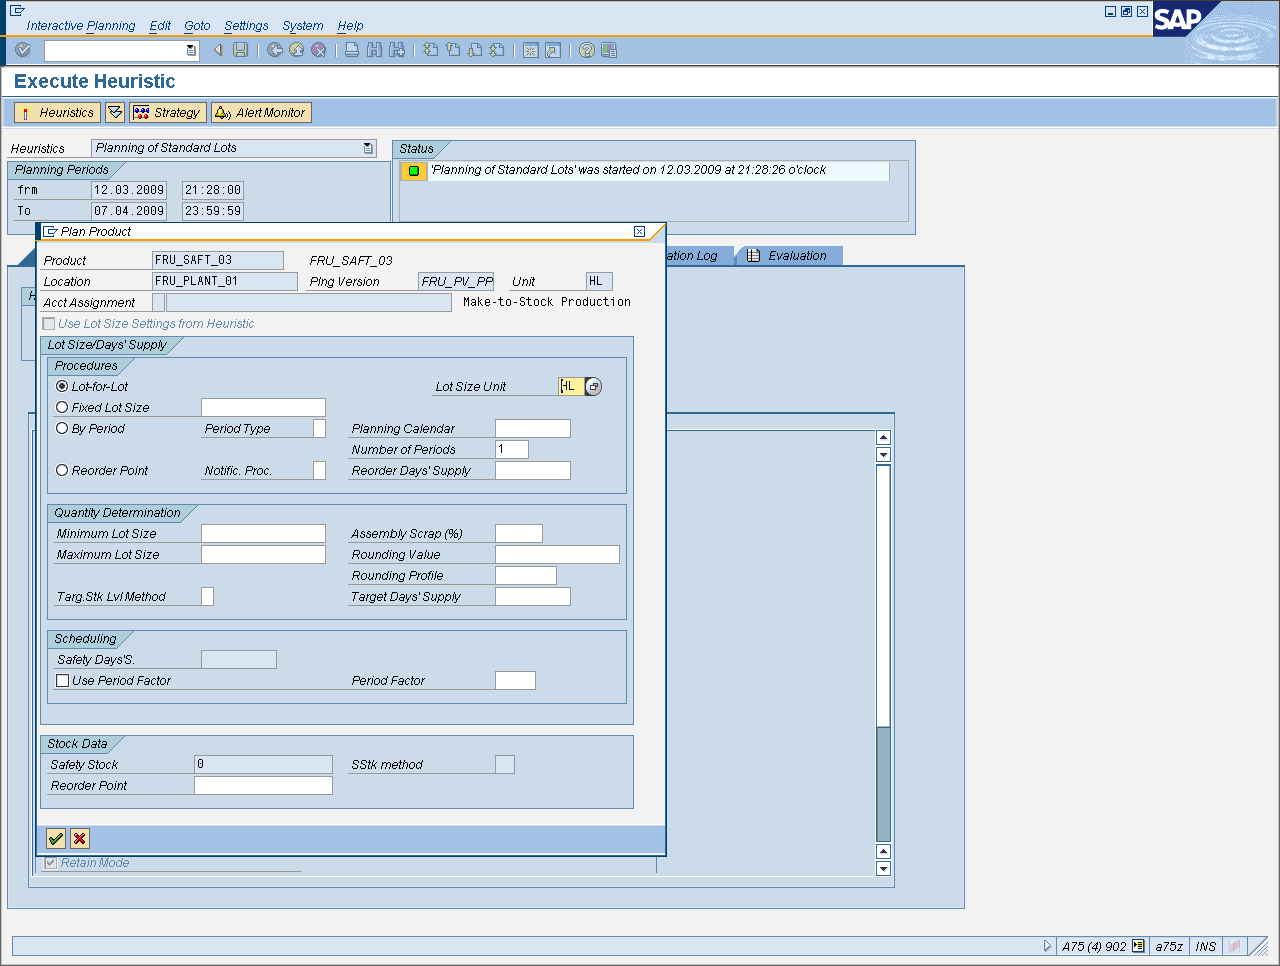 Interactive Planning Edit Goto Settings System Help
SAP
Execute Heuristic
Heuristics Strategy Alert Monitor
Heuristics Planning of Standard Lots
Status
Planning Periods
'Planning of Standard Lots' was started on 12.03.2009 at 21:28:26 o'clock
frm 12.03.2009 21:28:00
To 07.04.2009 23:59:59
Plan Product
ation Log Evaluation
Product FRU_SAFT_03 FRU_SAFT_03
Location FRU_PLANT_01 Plng Version FRU_PV_PP Unit HL
H
Acct Assignment Make-to-Stock Production
Use Lot Size Settings from Heuristic
Lot Size/Days' Supply
Procedures
Lot-for-Lot Lot Size Unit HL
Fixed Lot Size
By Period Period Type Planning Calendar
Number of Periods 1
Reorder Point Notific. Proc. Reorder Days' Supply
Quantity Determination
Minimum Lot Size Assembly Scrap (%)
Maximum Lot Size Rounding Value
Rounding Profile
Targ.Stk Lvl Method Target Days' Supply
Scheduling
Safety Days'S.
Use Period Factor Period Factor
Stock Data
Safety Stock 0 SStk method
Reorder Point
Retain Mode
A75 (4) 902 a75z INS